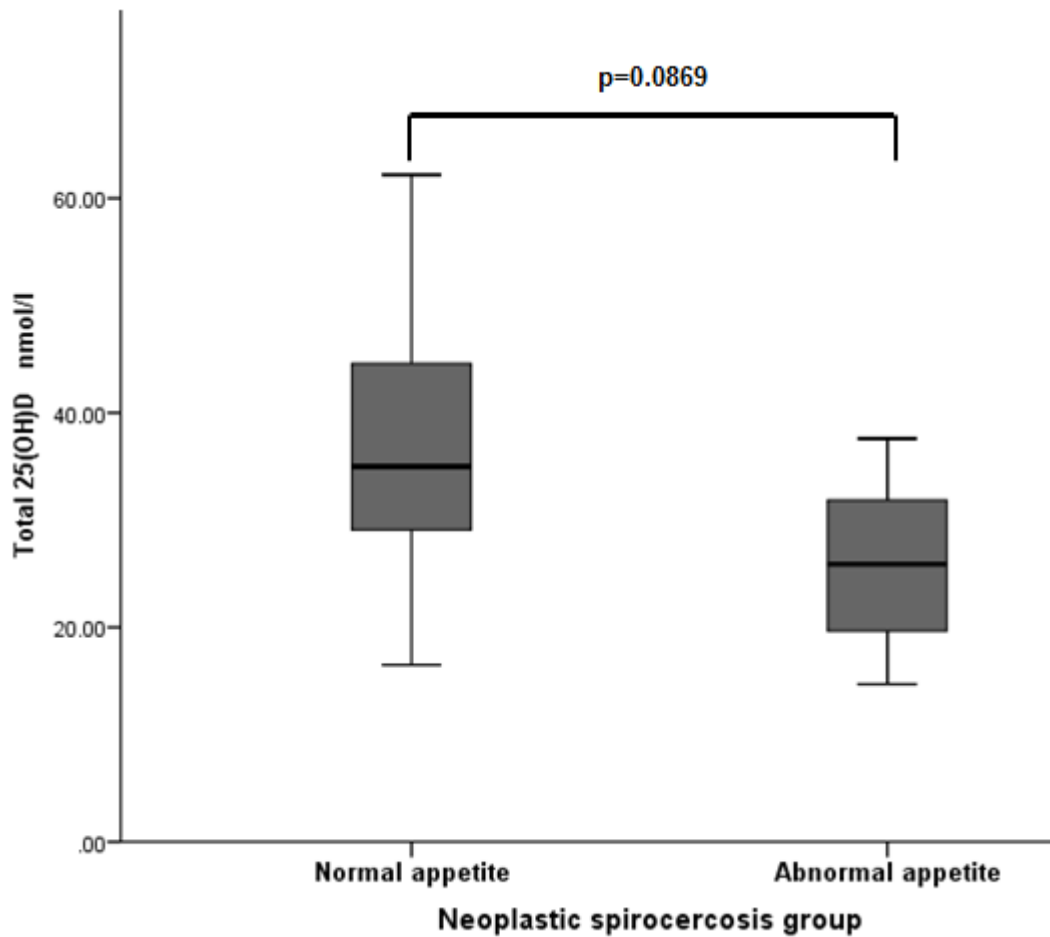 p=0.0869
Total 25(OH)D nmol/l
60.00
40.00
20.00
.00
Normal appetite
Abnormal appetite
Neoplastic spirocercosis group